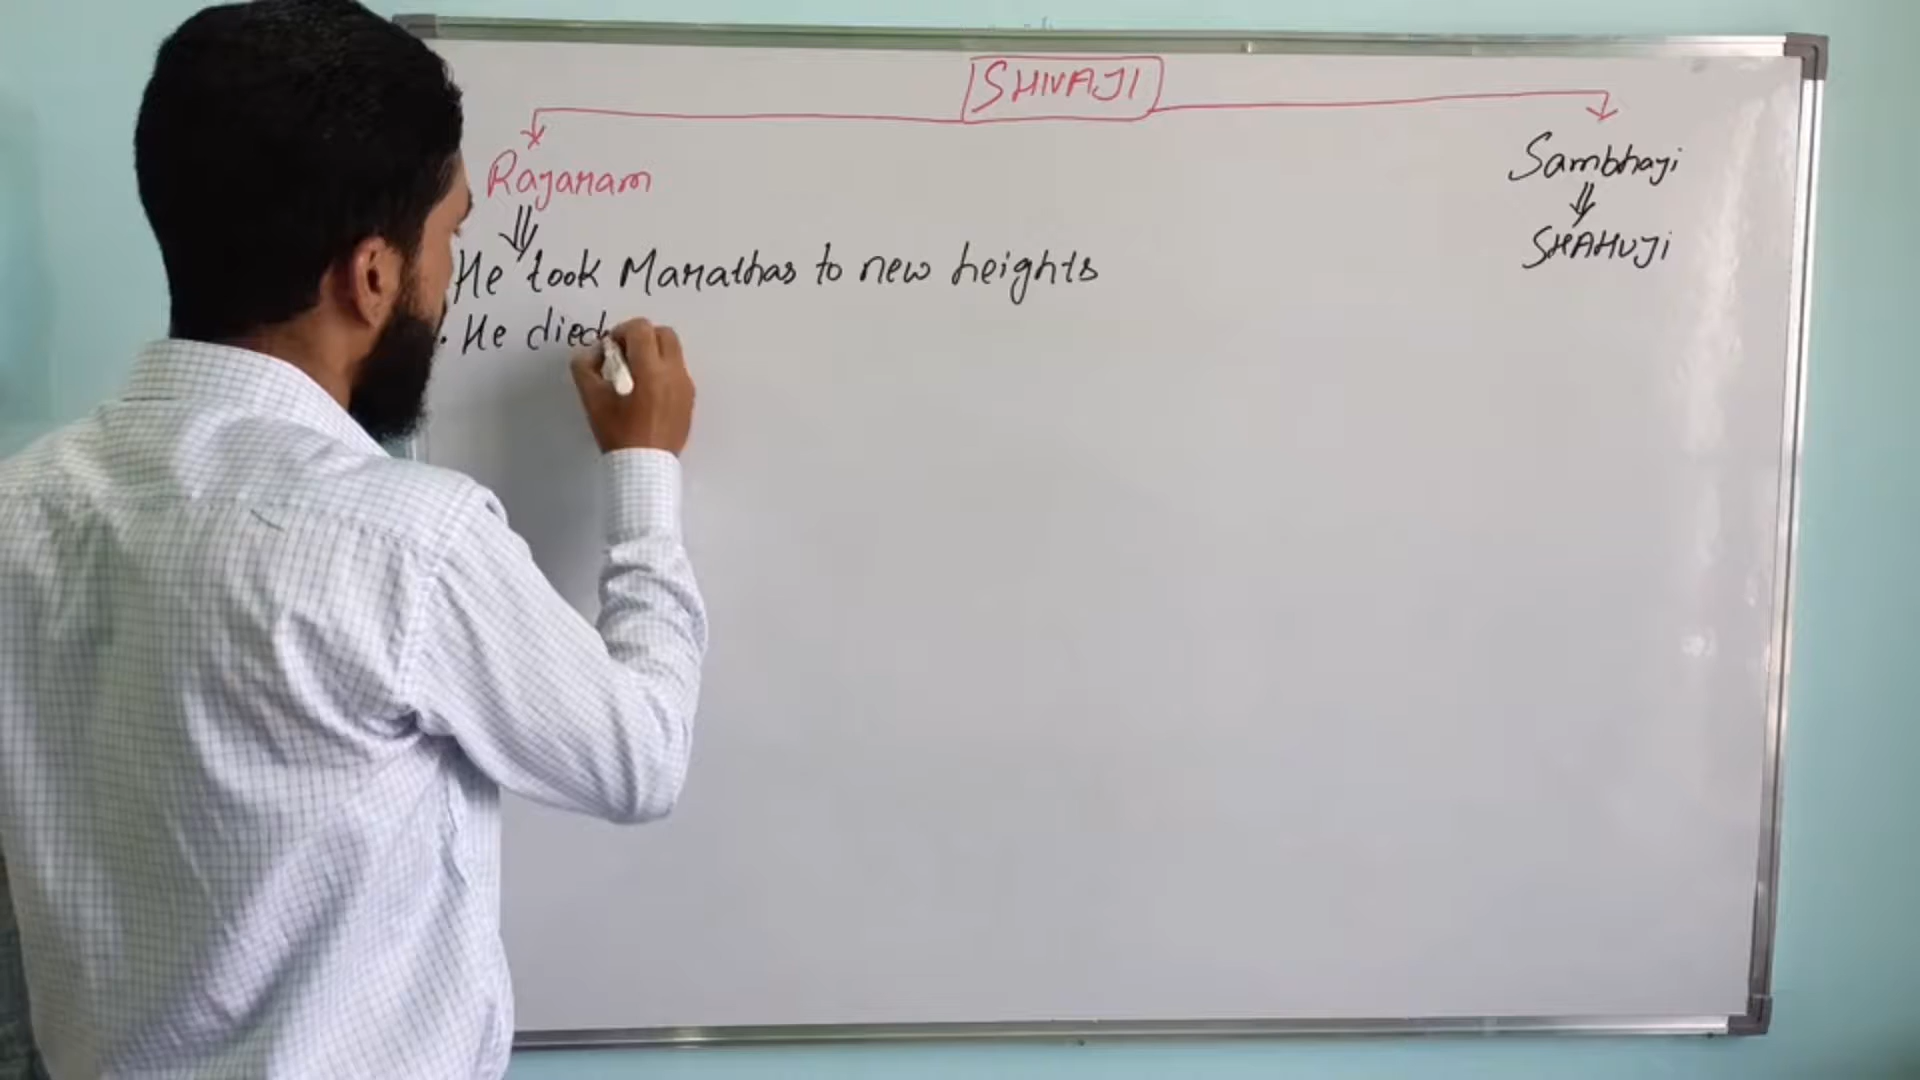 SHIVAJI
Rajaram
Sambhaji
SHAHUJI
He took Marathas to new heights
. He died